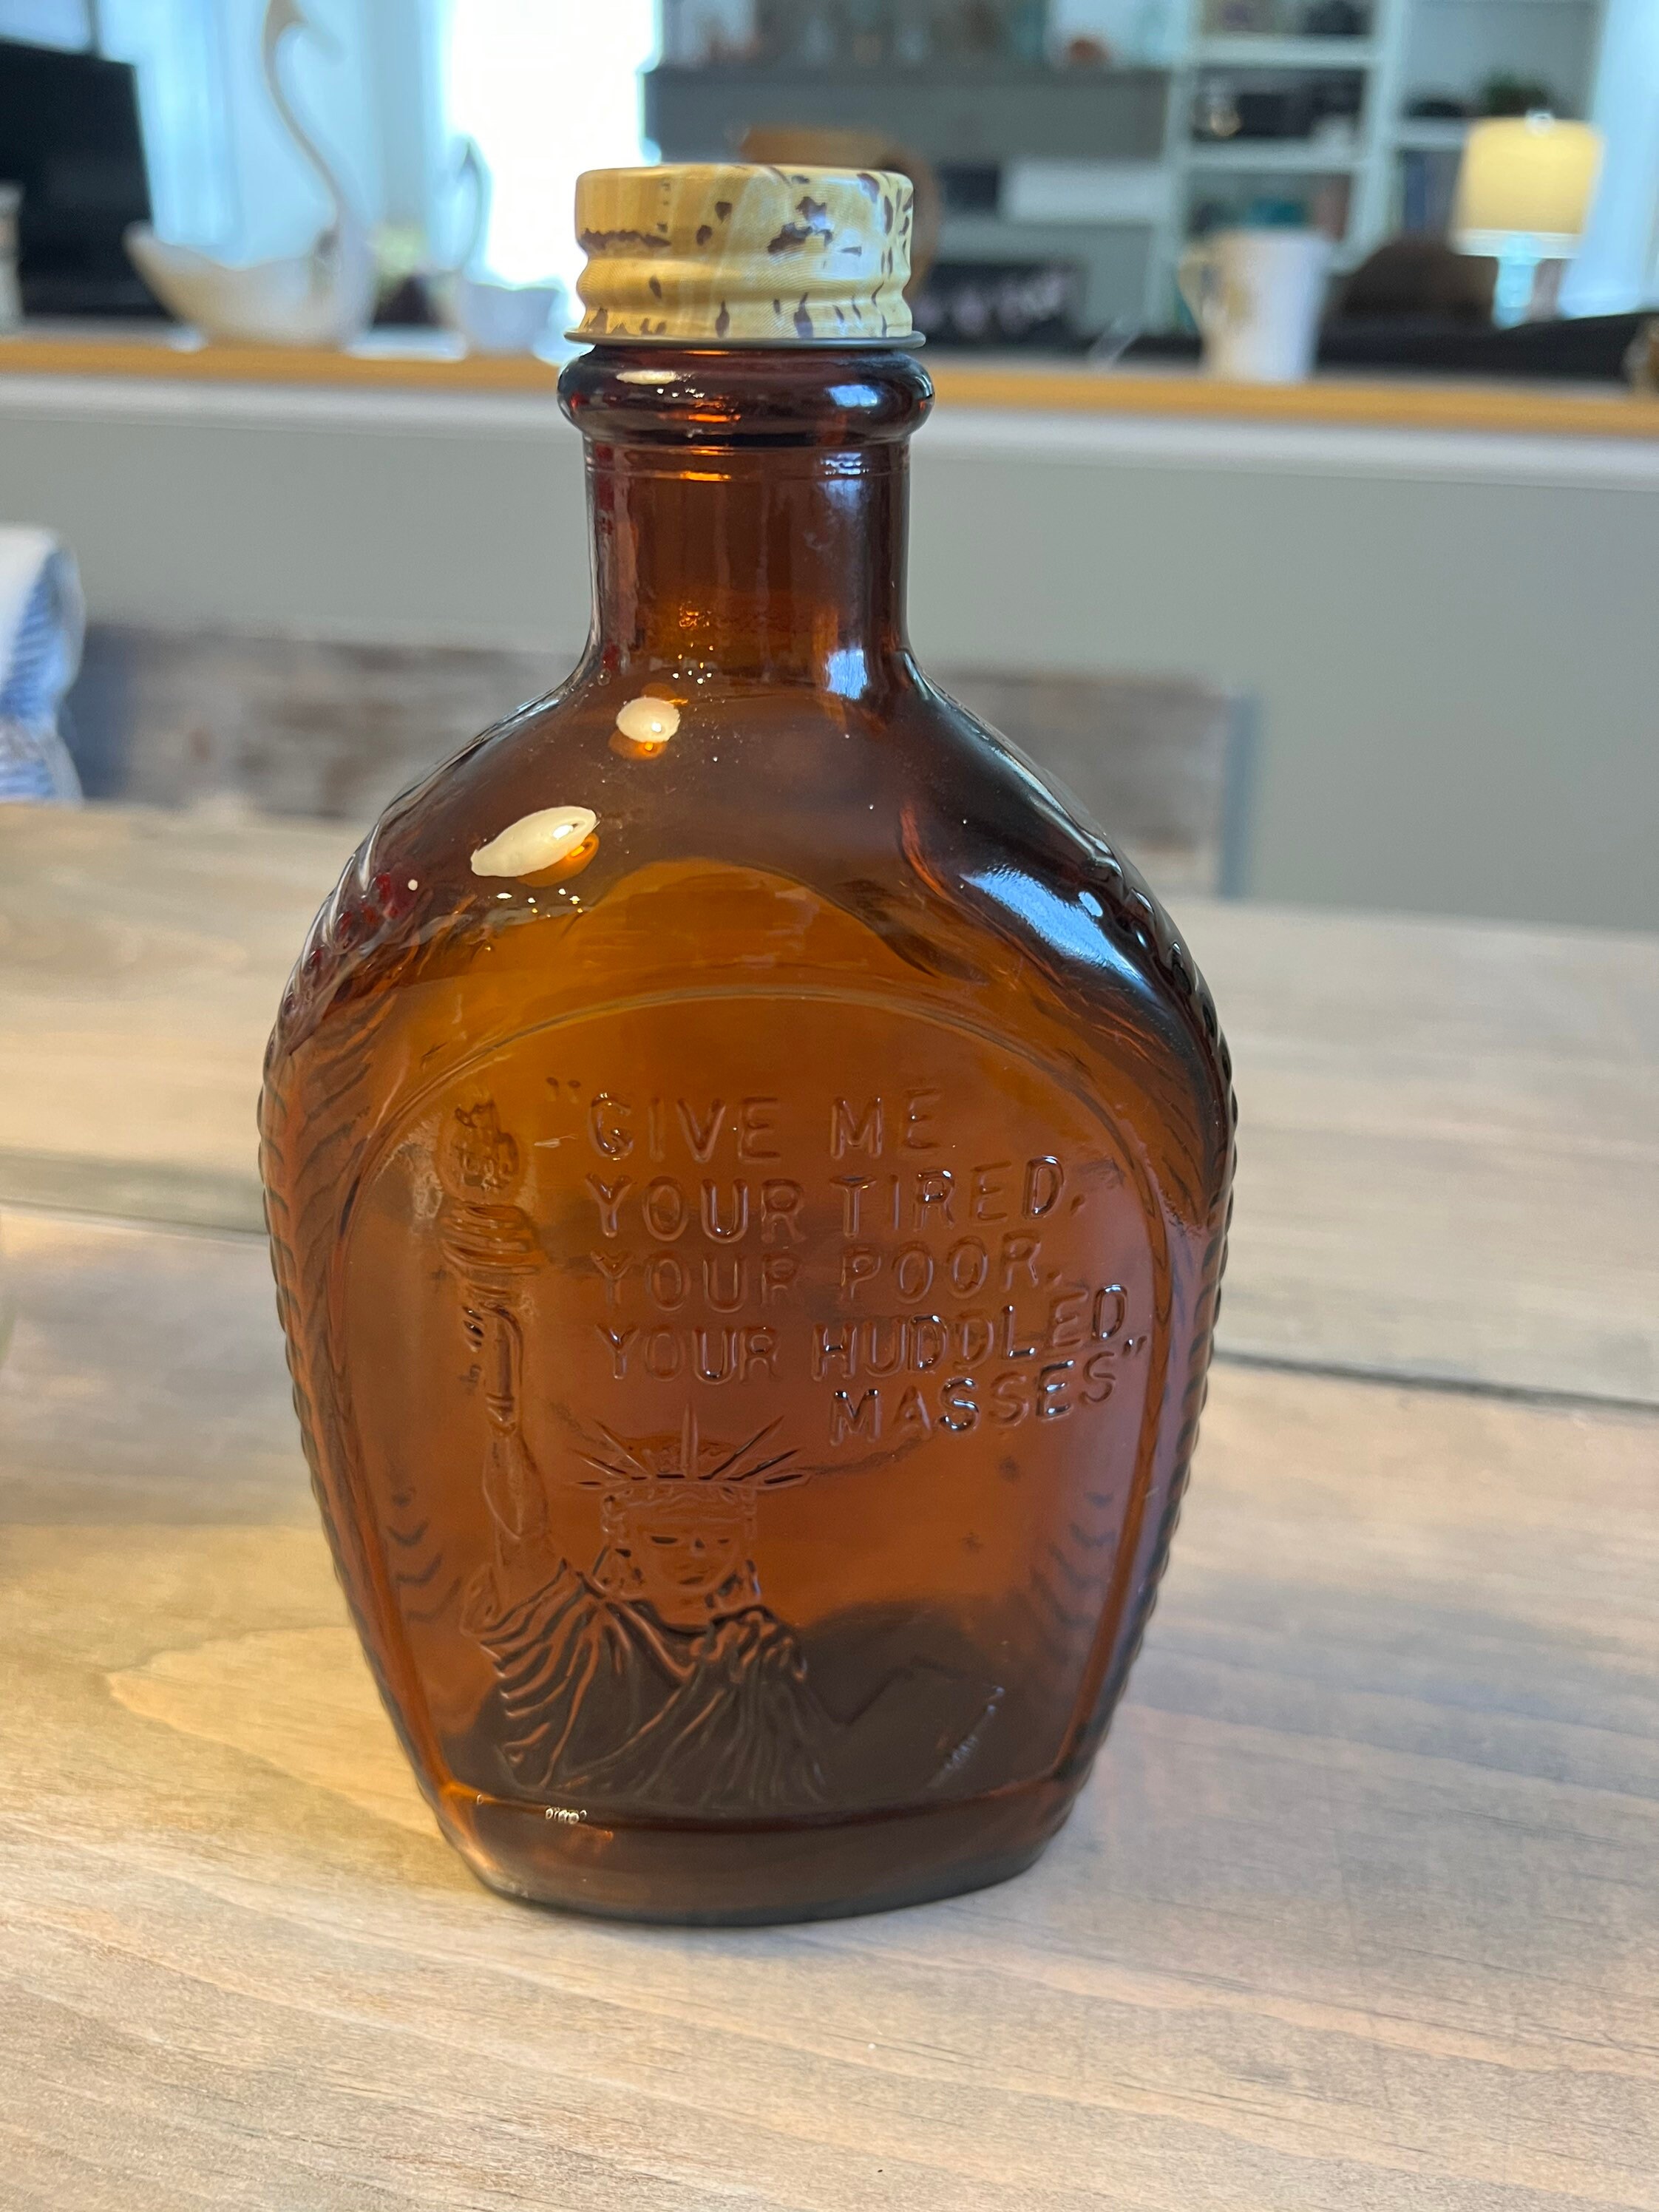 "GIVE ME
YOUR TIRED,
YOUR POOR,
YOUR HUDDLED
MASSES"